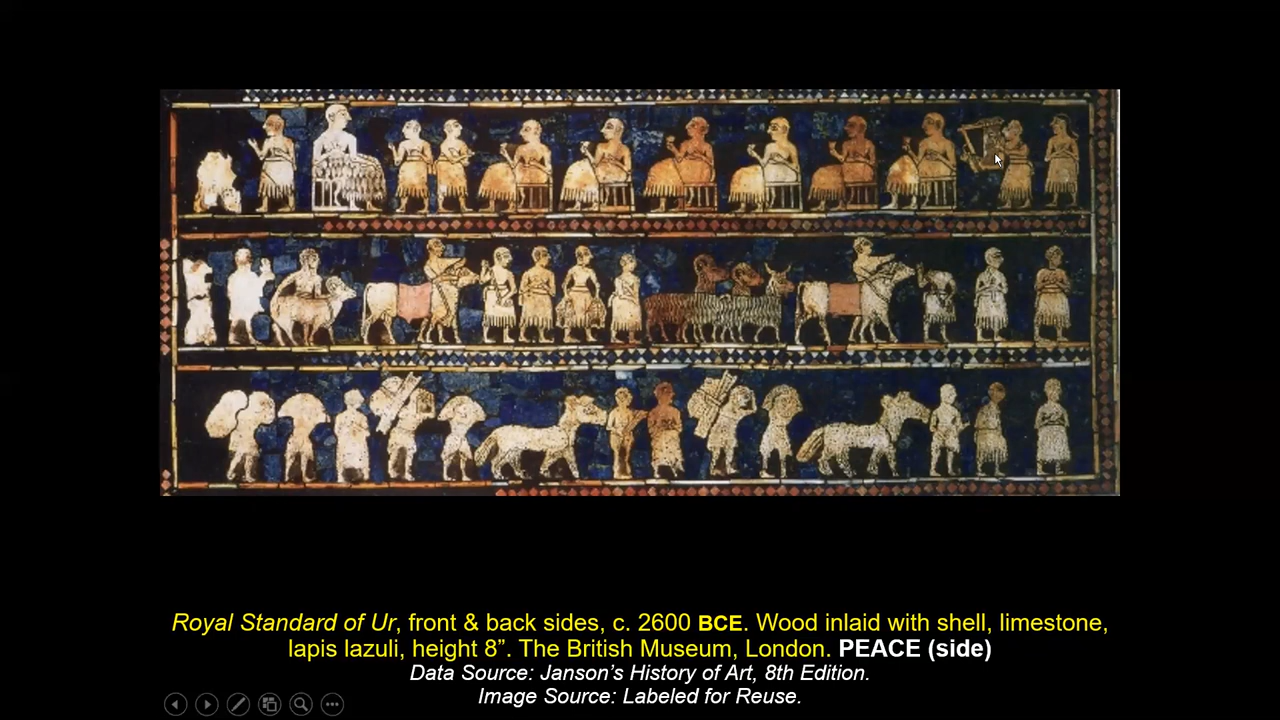 Royal Standard of Ur, front & back sides, c. 2600 BCE. Wood inlaid with shell, limestone,
lapis lazuli, height 8”. The British Museum, London. PEACE (side)
Data Source: Janson’s History of Art, 8th Edition.
Image Source: Labeled for Reuse.